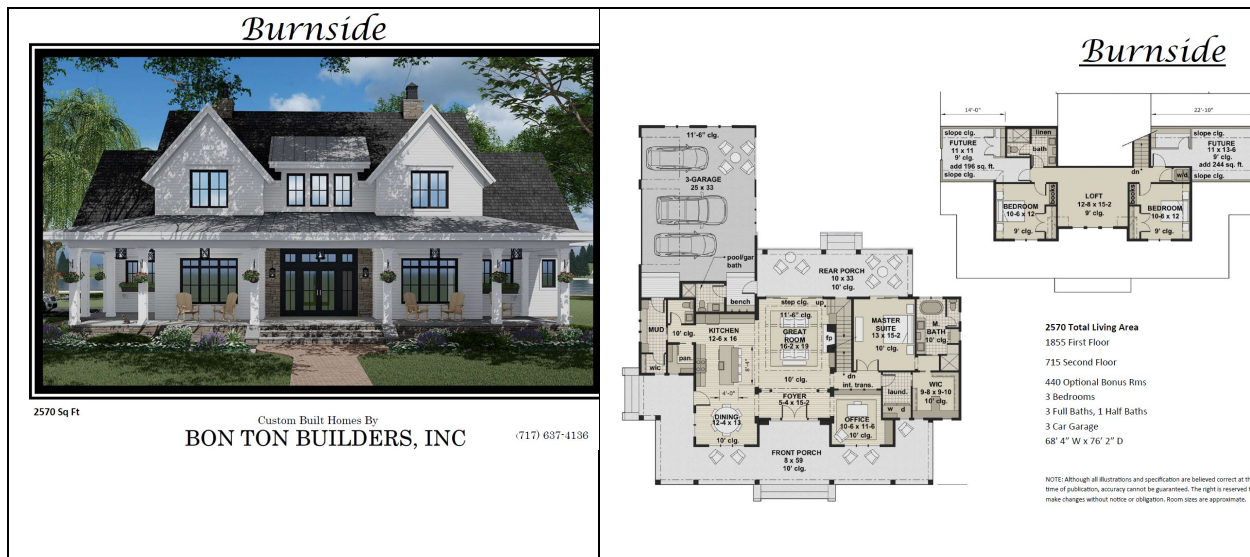 Burnside
2570 Sq Ft
Custom Built Homes By
BON TON BUILDERS, INC
(717) 637-4136
Burnside
14'-0"
22'-10"
slope clg.
FUTURE
11 x 11
9' clg.
add 196 sq. ft.
slope clg.
linen
bath
dn
slope clg.
FUTURE
11 x 13-6
9' clg.
add 244 sq. ft.
slope clg.
w/d
BEDROOM
10-6 x 12
9' clg.
books
LOFT
12-8 x 15-2
9' clg.
books
BEDROOM
10-8 x 12
9' clg.
11'-6" clg.
3-GARAGE
25 x 33
pool/gar
bath
bench
REAR PORCH
10 x 33
10' clg.
MUD
10' clg.
wic
pan.
KITCHEN
12-6 x 16
8'-4"
4'-0"
step clg.
up
11'-6" clg.
GREAT
ROOM
16-2 x 19
fp
10' clg.
MASTER
SUITE
13 x 15-2
10' clg.
M.
BATH
10' clg.
dn
int. trans.
laund.
w d
WIC
9-8 x 9-10
10' clg.
FOYER
5-4 x 15-2
DINING
12-4 x 13
10' clg.
OFFICE
10-6 x 11-6
10' clg.
FRONT PORCH
8 x 59
10' clg.
2570 Total Living Area
1855 First Floor
715 Second Floor
440 Optional Bonus Rms
3 Bedrooms
3 Full Baths, 1 Half Baths
3 Car Garage
68' 4" W x 76' 2" D
NOTE: Although all illustrations and specification are believed correct at th
time of publication, accuracy cannot be guaranteed. The right is reserved t
make changes without notice or obligation. Room sizes are approximate.